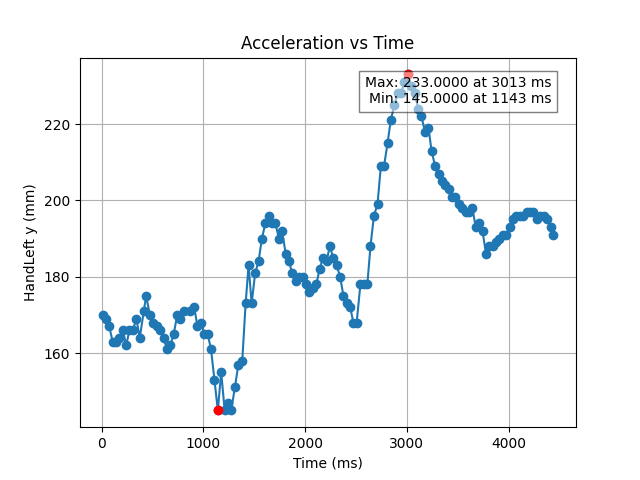 Acceleration vs Time
Max: 233.0000 at 3013 ms
Min: 145.0000 at 1143 ms
HandLeft y (mm)
220
200
180
160
0 1000 2000 3000 4000
Time (ms)